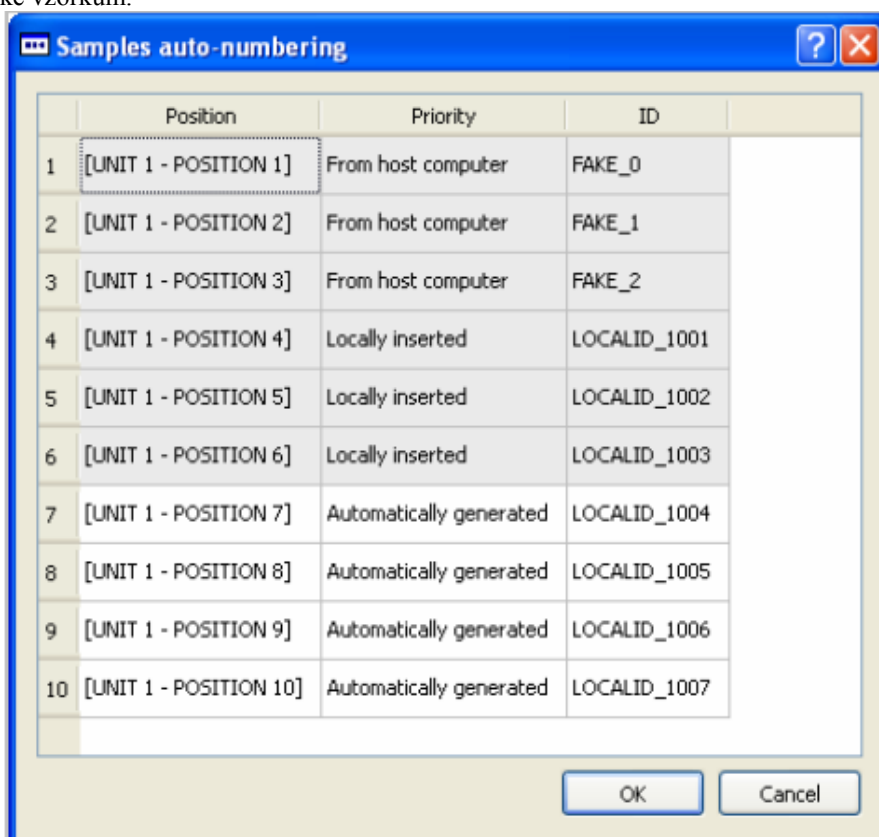 ke vzorkům.
Samples auto-numbering
Position Priority ID
1 [UNIT 1 - POSITION 1] From host computer FAKE_0
2 [UNIT 1 - POSITION 2] From host computer FAKE_1
3 [UNIT 1 - POSITION 3] From host computer FAKE_2
4 [UNIT 1 - POSITION 4] Locally inserted LOCALID_1001
5 [UNIT 1 - POSITION 5] Locally inserted LOCALID_1002
6 [UNIT 1 - POSITION 6] Locally inserted LOCALID_1003
7 [UNIT 1 - POSITION 7] Automatically generated LOCALID_1004
8 [UNIT 1 - POSITION 8] Automatically generated LOCALID_1005
9 [UNIT 1 - POSITION 9] Automatically generated LOCALID_1006
10 [UNIT 1 - POSITION 10] Automatically generated LOCALID_1007
OK Cancel